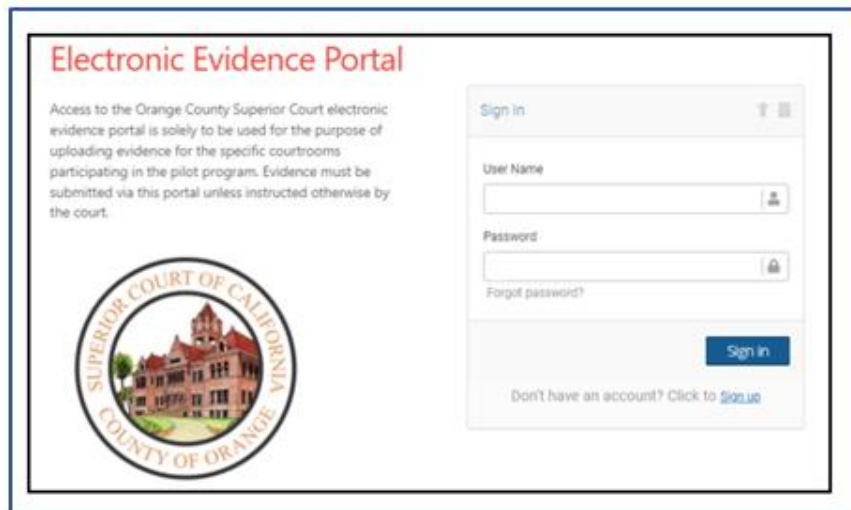 Electronic Evidence Portal
Access to the Orange County Superior Court electronic
evidence portal is solely to be used for the purpose of
uploading evidence for the specific courtrooms
participating in the pilot program. Evidence must be
submitted via this portal unless instructed otherwise by
the court.
SUPERIOR COURT OF CALIFORNIA
COUNTY OF ORANGE
Sign In
User Name
Password
Forgot password?
Sign in
Don't have an account? Click to Sign up